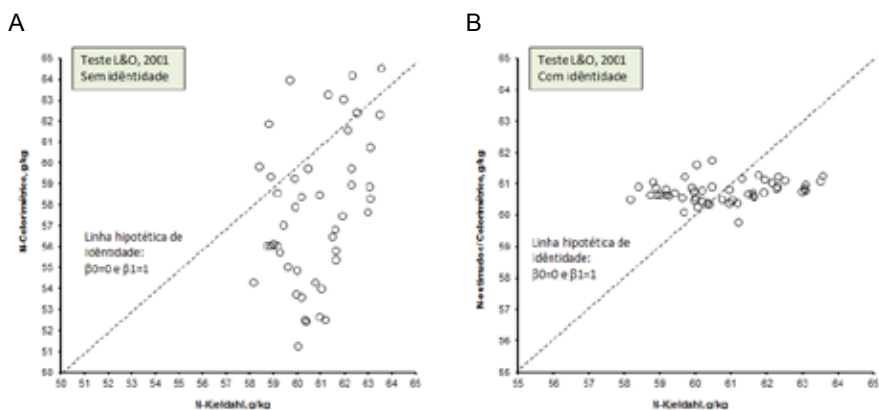 A
Teste L&O, 2001
Sem idêntidade
N-Colorimétrico, g/kg
65
64
63
62
61
60
59
58
57
56
55
54
53
52
51
50
Linha hipotética de
Idêntidade:
β0=0 e β1=1
50 51 52 53 54 55 56 57 58 59 60 61 62 63 64 65
N-Kjeldahl, g/kg
B
Teste L&O, 2001
Com idêntidade
N estimados/Colorimétrico, g/kg
65
64
63
62
61
60
59
58
57
56
55
Linha hipotética de
Idêntidade:
β0=0 e β1=1
55 56 57 58 59 60 61 62 63 64 65
N-Kjeldahl, g/kg